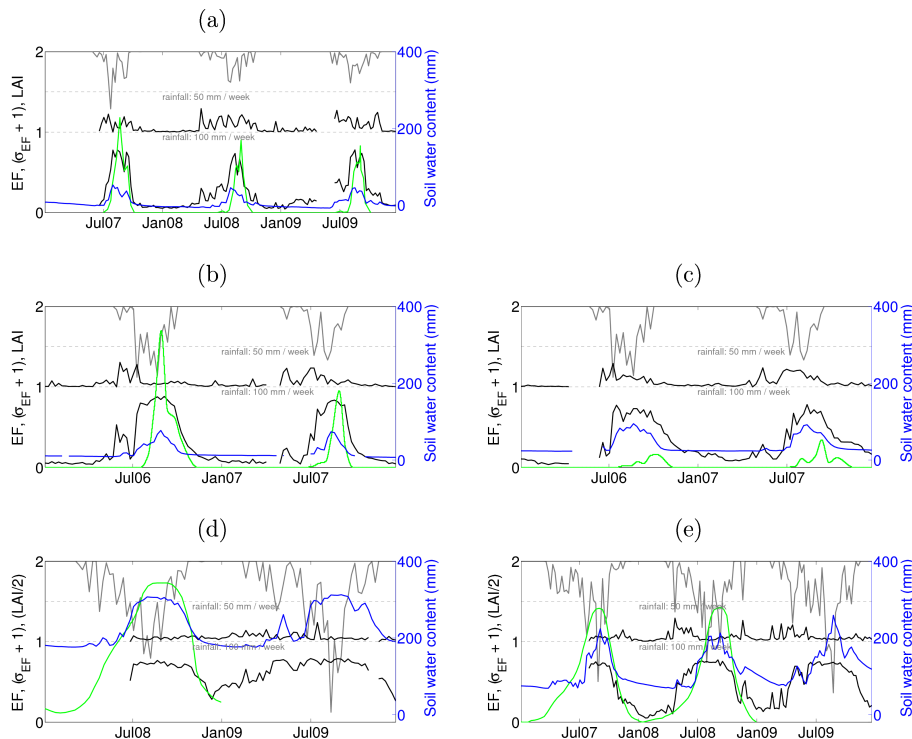 (a)
2
1
0
EF, (σ_EF + 1), LAI
rainfall: 50 mm / week
rainfall: 100 mm / week
400
200
0
Soil water content (mm)
Jul07 Jan08 Jul08 Jan09 Jul09
(b)
2
1
0
EF, (σ_EF + 1), LAI
rainfall: 50 mm / week
rainfall: 100 mm / week
400
200
0
Soil water content (mm)
Jul06 Jan07 Jul07
(c)
2
1
0
EF, (σ_EF + 1), LAI
rainfall: 50 mm / week
rainfall: 100 mm / week
400
200
0
Soil water content (mm)
Jul06 Jan07 Jul07
(d)
2
1
0
EF, (σ_EF + 1), (LAI/2)
rainfall: 50 mm / week
rainfall: 100 mm / week
400
200
0
Soil water content (mm)
Jul08 Jan09 Jul09
(e)
2
1
0
EF, (σ_EF + 1), (LAI/2)
rainfall: 50 mm / week
rainfall: 100 mm / week
400
200
0
Soil water content (mm)
Jul07 Jan08 Jul08 Jan09 Jul09